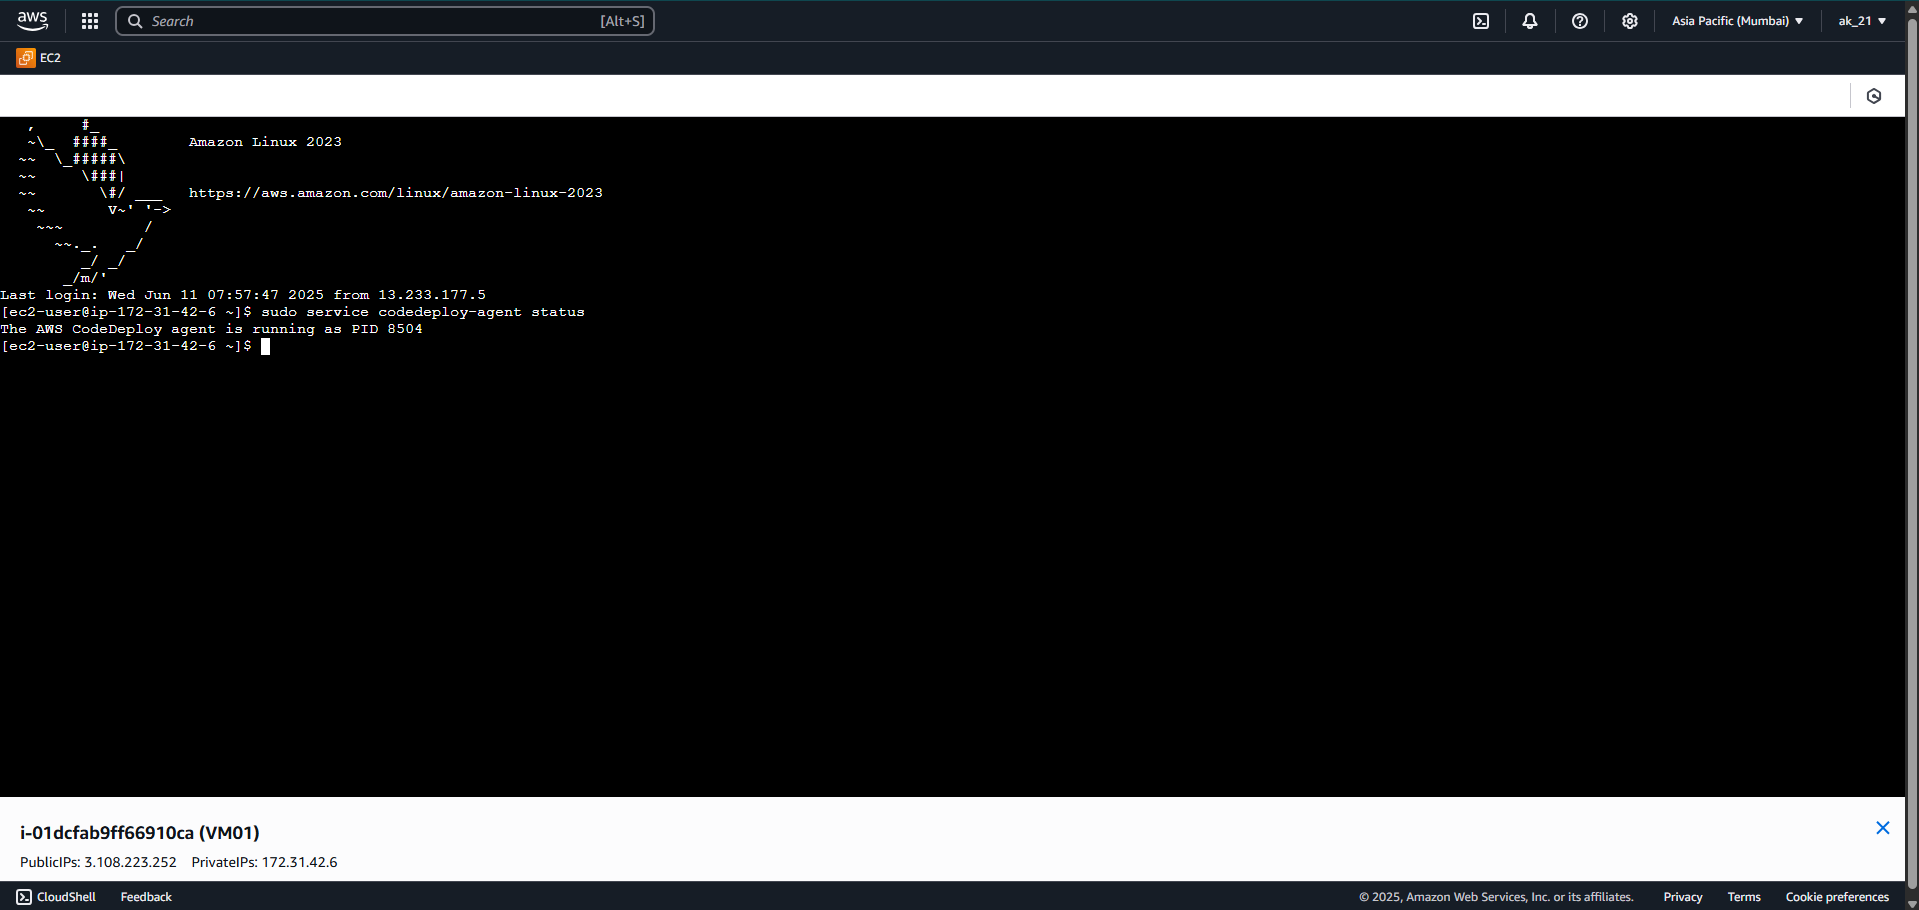 aws
Search
[Alt+S]
Asia Pacific (Mumbai)
ak_21
EC2
   ,     #_
   ~\_  ####_        Amazon Linux 2023
  ~~  \_#####\
  ~~     \###|
  ~~       \#/ ___   https://aws.amazon.com/linux/amazon-linux-2023
   ~~       V~' '->
    ~~~         /
      ~~._.   _/
         _/ _/
       _/m/'
Last login: Wed Jun 11 07:57:47 2025 from 13.233.177.5
[ec2-user@ip-172-31-42-6 ~]$ sudo service codedeploy-agent status
The AWS CodeDeploy agent is running as PID 8504
[ec2-user@ip-172-31-42-6 ~]$
i-01dcfab9ff66910ca (VM01)
PublicIPs: 3.108.223.252 PrivateIPs: 172.31.42.6
CloudShell Feedback © 2025, Amazon Web Services, Inc. or its affiliates. Privacy Terms Cookie preferences